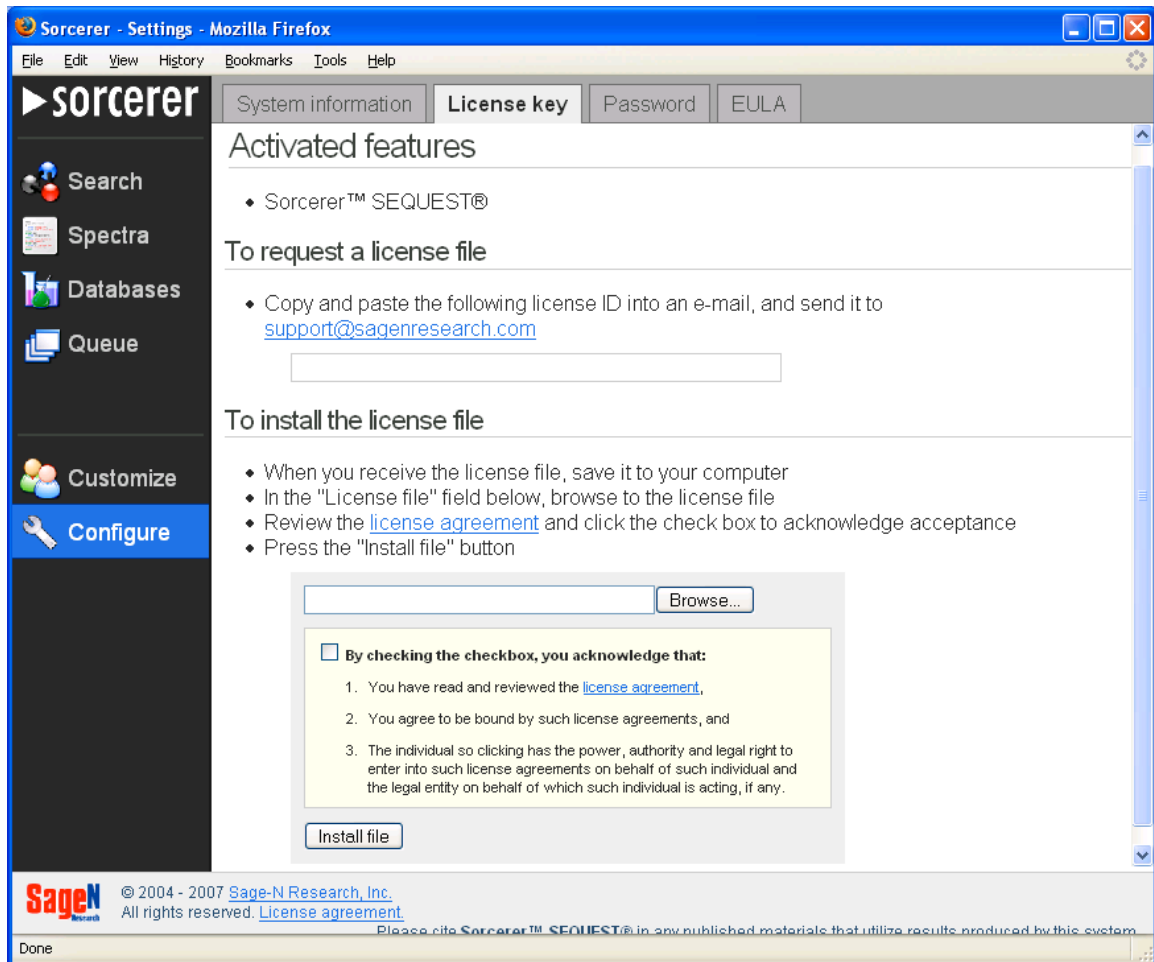 Sorcerer - Settings - Mozilla Firefox
File Edit View History Bookmarks Tools Help
sorcerer
System information License key Password EULA
Activated features
Search
• Sorcerer™ SEQUEST®
Spectra
To request a license file
Databases
• Copy and paste the following license ID into an e-mail, and send it to
support@sagenresearch.com
Queue
To install the license file
Customize
• When you receive the license file, save it to your computer
• In the "License file" field below, browse to the license file
Configure
• Review the license agreement and click the check box to acknowledge acceptance
• Press the "Install file" button
Browse...
By checking the checkbox, you acknowledge that:
1. You have read and reviewed the license agreement,
2. You agree to be bound by such license agreements, and
3. The individual so clicking has the power, authority and legal right to
enter into such license agreements on behalf of such individual and
the legal entity on behalf of which such individual is acting, if any.
Install file
SageN
Research
© 2004 - 2007 Sage-N Research, Inc.
All rights reserved. License agreement.
Please cite Sorcerer™ SEQUEST® in any published materials that utilize results produced by this system
Done